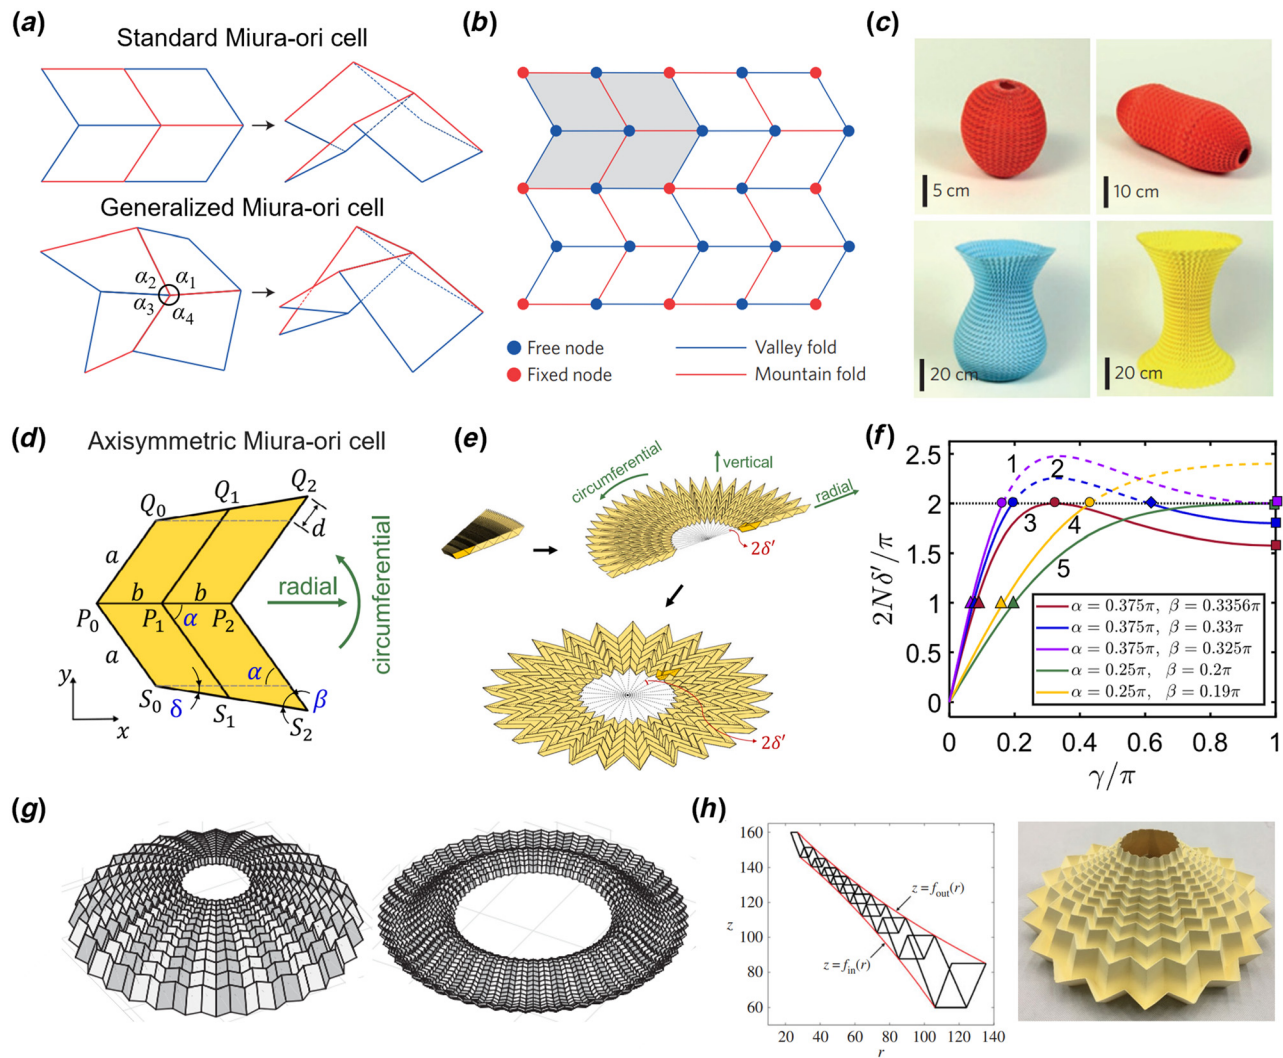 (a)
Standard Miura-ori cell
Generalized Miura-ori cell
α2 α1
α3 α4
(b)
Free node
Valley fold
Fixed node
Mountain fold
(c)
5 cm
10 cm
20 cm
20 cm
(d)
Axisymmetric Miura-ori cell
Q0
Q1
Q2
d
a
b
b
P0
P1
P2
α
a
α
β
S0
δ
S1
S2
y
x
radial
circumferential
(e)
circumferential
vertical
radial
2δ′
2δ′
(f)
2Nδ′/π
2.5
2
1.5
1
0.5
0
1
2
3
4
5
α = 0.375π, β = 0.3356π
α = 0.375π, β = 0.33π
α = 0.375π, β = 0.325π
α = 0.25π, β = 0.2π
α = 0.25π, β = 0.19π
0 0.2 0.4 0.6 0.8 1
γ/π
(g)
(h)
160
140
120
100
80
60
z
z = fout(r)
z = fin(r)
20 40 60 80 100 120 140
r